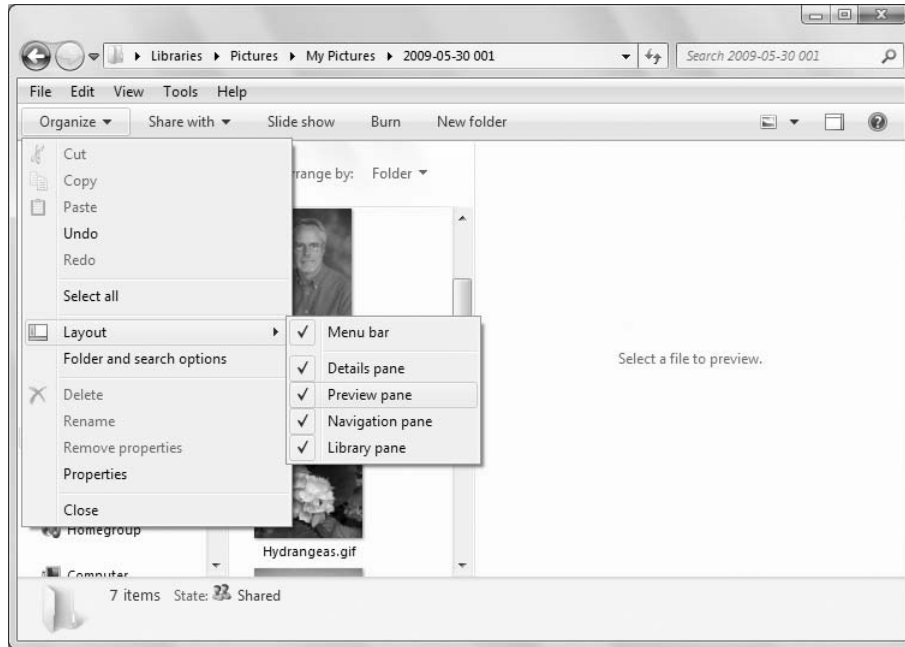 Libraries Pictures My Pictures 2009-05-30 001 Search 2009-05-30 001
File Edit View Tools Help
Organize Share with Slide show Burn New folder
Cut
Copy
Paste
Undo
Redo
Select all
Layout
Folder and search options
Delete
Rename
Remove properties
Properties
Close
range by: Folder
Menu bar
Details pane
Preview pane
Navigation pane
Library pane
Select a file to preview.
Homegroup
Hydrangeas.gif
Computer
7 items State: Shared